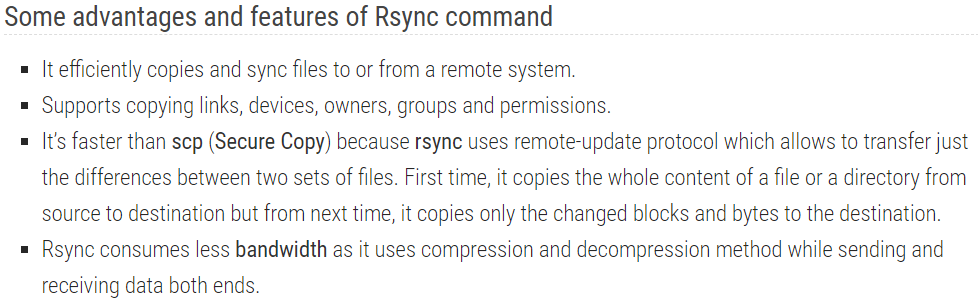 Some advantages and features of Rsync command
▪ It efficiently copies and sync files to or from a remote system.
▪ Supports copying links, devices, owners, groups and permissions.
▪ It's faster than scp (Secure Copy) because rsync uses remote-update protocol which allows to transfer just
the differences between two sets of files. First time, it copies the whole content of a file or a directory from
source to destination but from next time, it copies only the changed blocks and bytes to the destination.
▪ Rsync consumes less bandwidth as it uses compression and decompression method while sending and
receiving data both ends.